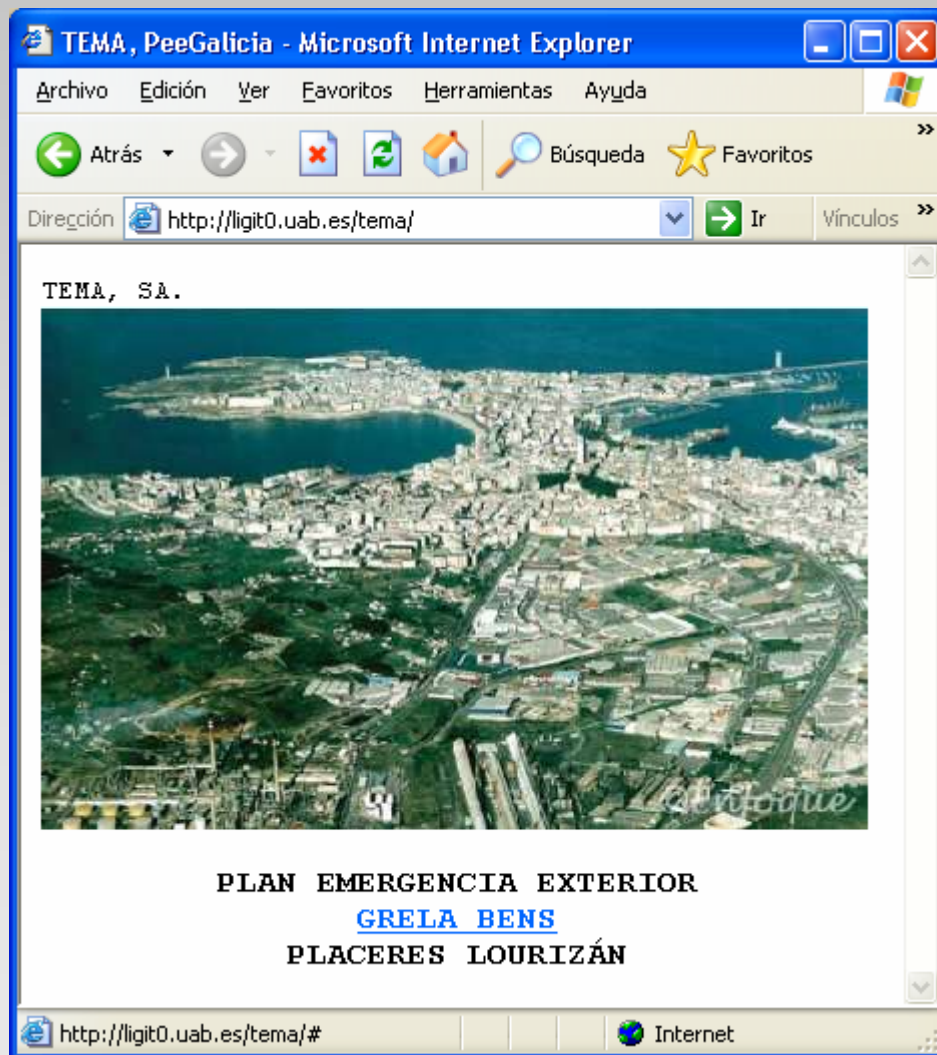 TEMA, PeeGalicia - Microsoft Internet Explorer
Archivo Edición Ver Favoritos Herramientas Ayuda
Atrás Búsqueda Favoritos »
Dirección http://ligit0.uab.es/tema/ Ir Vínculos »
TEMA, SA.
@enfoque
PLAN EMERGENCIA EXTERIOR
GRELA BENS
PLACERES LOURIZÁN
http://ligit0.uab.es/tema/# Internet